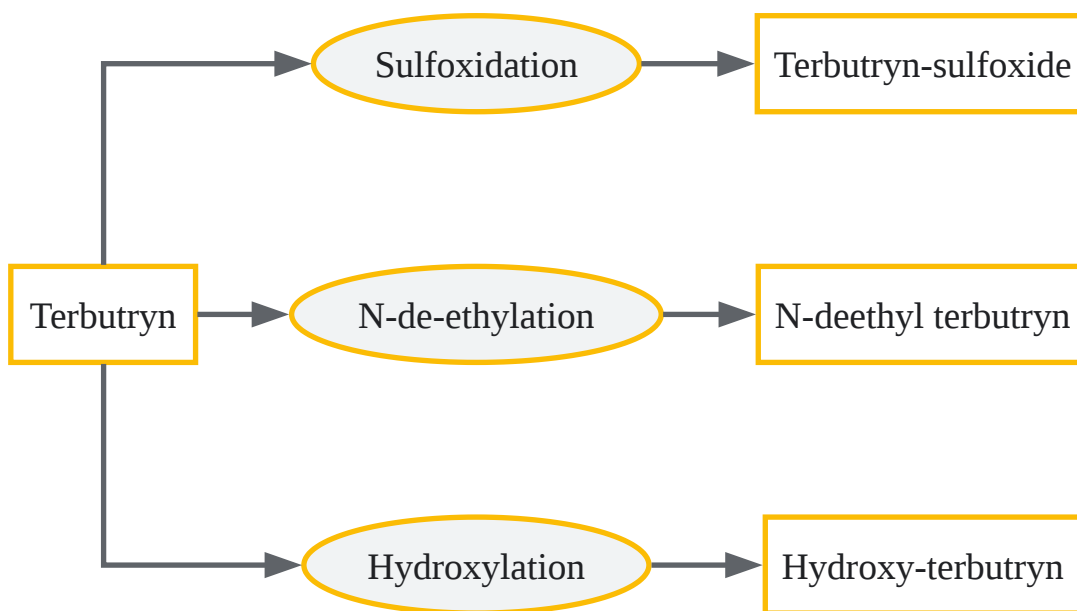 Sulfoxidation
Terbutryn-sulfoxide
Terbutryn
N-de-ethylation
N-deethyl terbutryn
Hydroxylation
Hydroxy-terbutryn